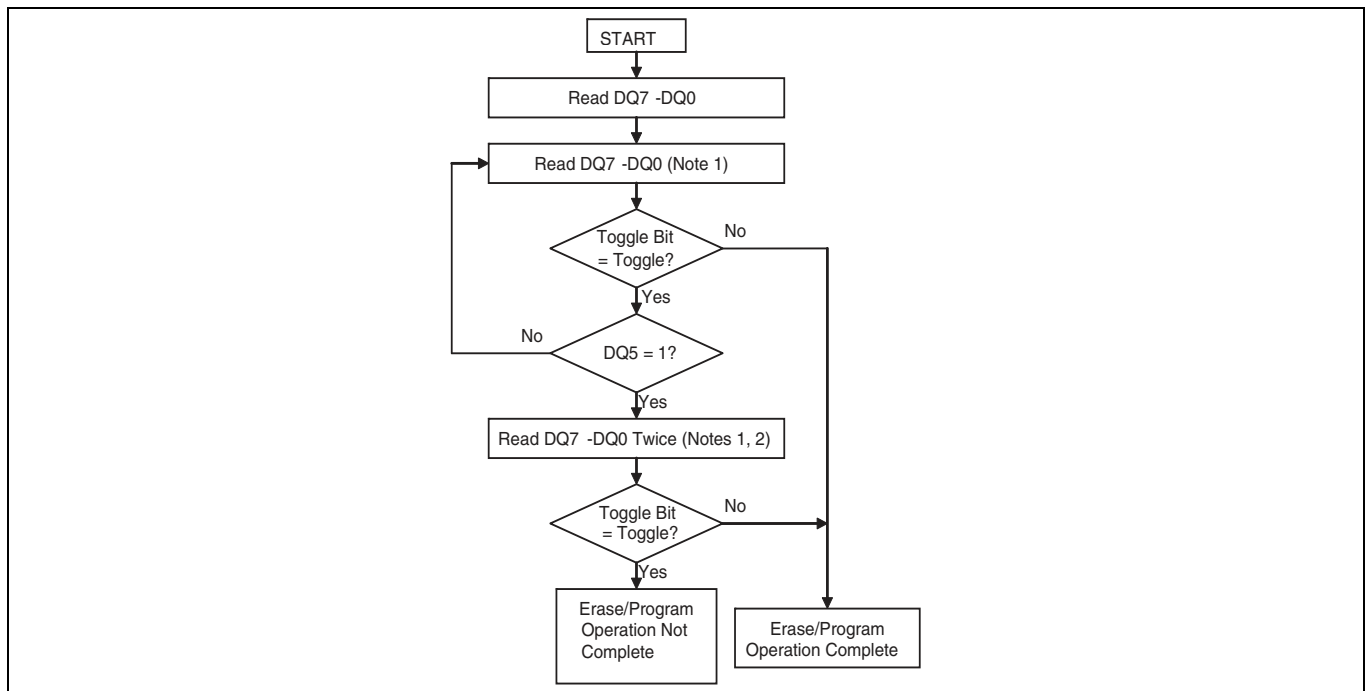 START
Read DQ7 -DQ0
Read DQ7 -DQ0 (Note 1)
Toggle Bit
= Toggle?
No
Yes
No
DQ5 = 1?
Yes
Read DQ7 -DQ0 Twice (Notes 1, 2)
Toggle Bit
= Toggle?
No
Yes
Erase/Program
Operation Not
Complete
Erase/Program
Operation Complete